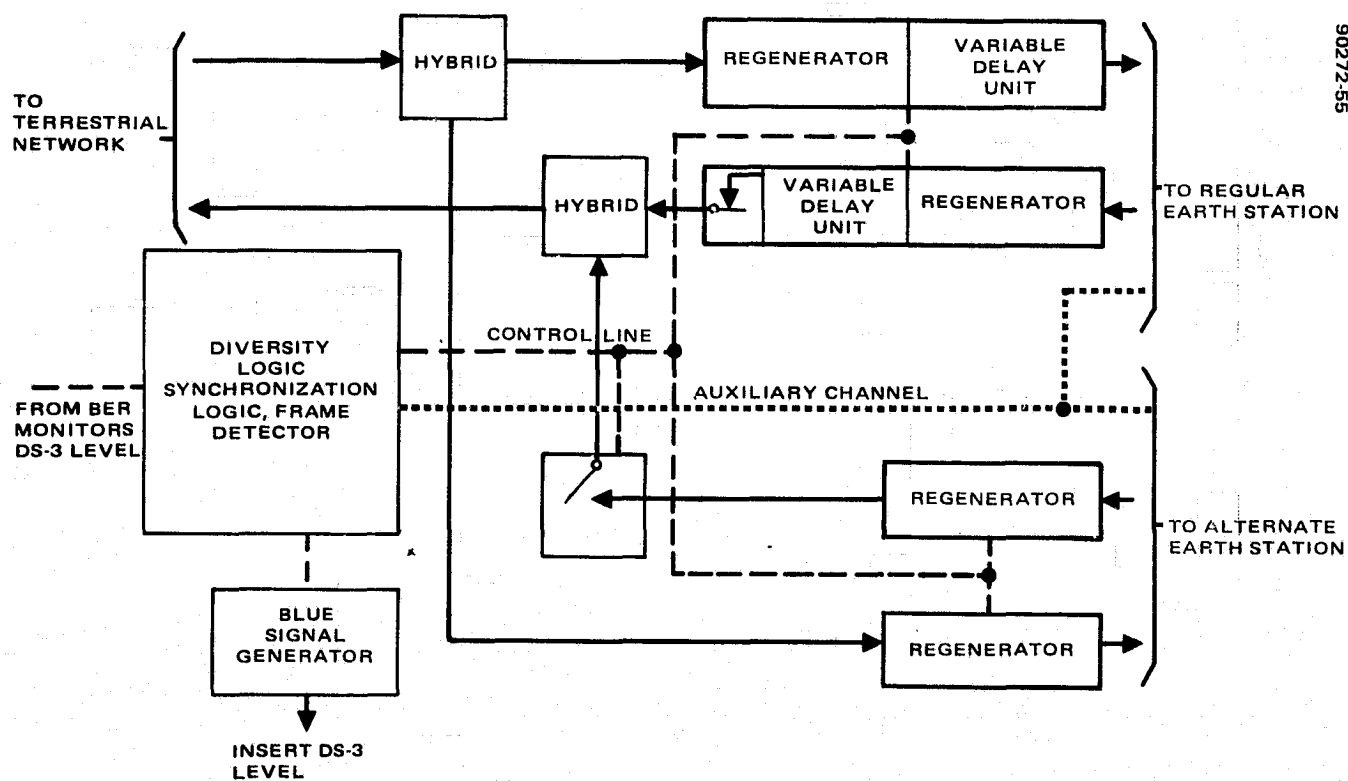 90272-55
HYBRID
REGENERATOR
VARIABLE
DELAY
UNIT
TO
TERRESTRIAL
NETWORK
HYBRID
VARIABLE
DELAY
UNIT
REGENERATOR
TO REGULAR
EARTH STATION
CONTROL LINE
DIVERSITY
LOGIC
SYNCHRONIZATION
LOGIC, FRAME
DETECTOR
AUXILIARY CHANNEL
FROM BER
MONITORS
DS-3 LEVEL
REGENERATOR
TO ALTERNATE
EARTH STATION
BLUE
SIGNAL
GENERATOR
REGENERATOR
INSERT DS-3
LEVEL